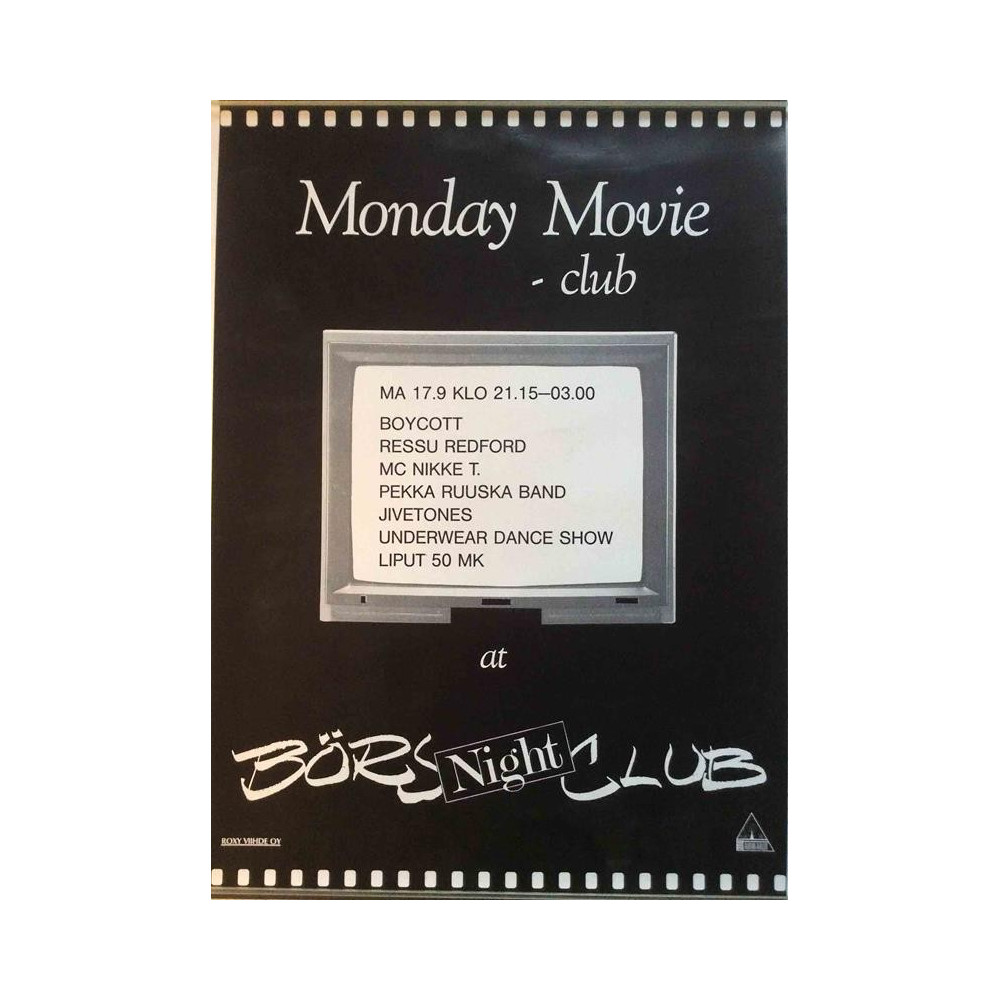 Monday Movie
- club
MA 17.9 KLO 21.15–03.00
BOYCOTT
RESSU REDFORD
MC NIKKE T.
PEKKA RUUSKA BAND
JIVETONES
UNDERWEAR DANCE SHOW
LIPUT 50 MK
at
BÖRS Night CLUB
ROXY VIIHDE OY